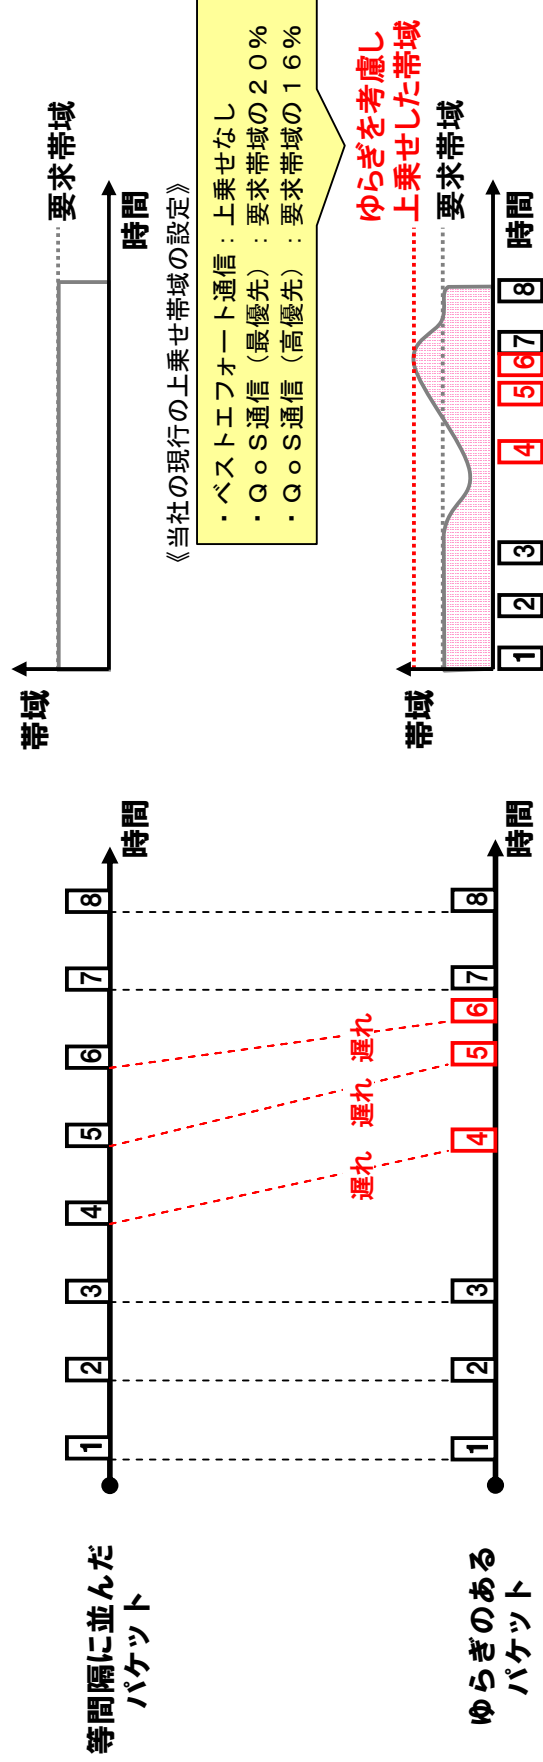 等間隔に並んだ
パケット
1 2 3 4 5 6 7 8
時間
遅れ 遅れ 遅れ
ゆらぎのある
パケット
1 2 3 4 5 6 7 8
時間
帯域
要求帯域
時間
《当社の現行の上乗せ帯域の設定》
・ベストエフォート通信：上乗せなし
・ＱｏＳ通信（最優先）：要求帯域の２０％
・ＱｏＳ通信（高優先）：要求帯域の１６％
ゆらぎを考慮し
上乗せした帯域
要求帯域
帯域
時間
1 2 3 4 5 6 7 8